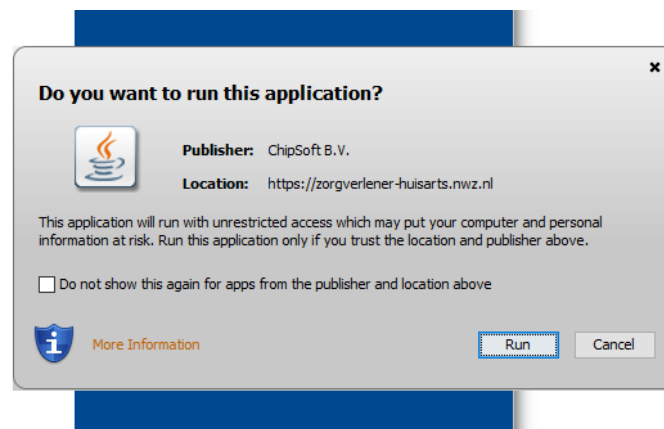 Do you want to run this application?
Publisher: ChipSoft B.V.
Location: https://zorgverlener-huisarts.nwz.nl
This application will run with unrestricted access which may put your computer and personal
information at risk. Run this application only if you trust the location and publisher above.
Do not show this again for apps from the publisher and location above
More Information
Run
Cancel